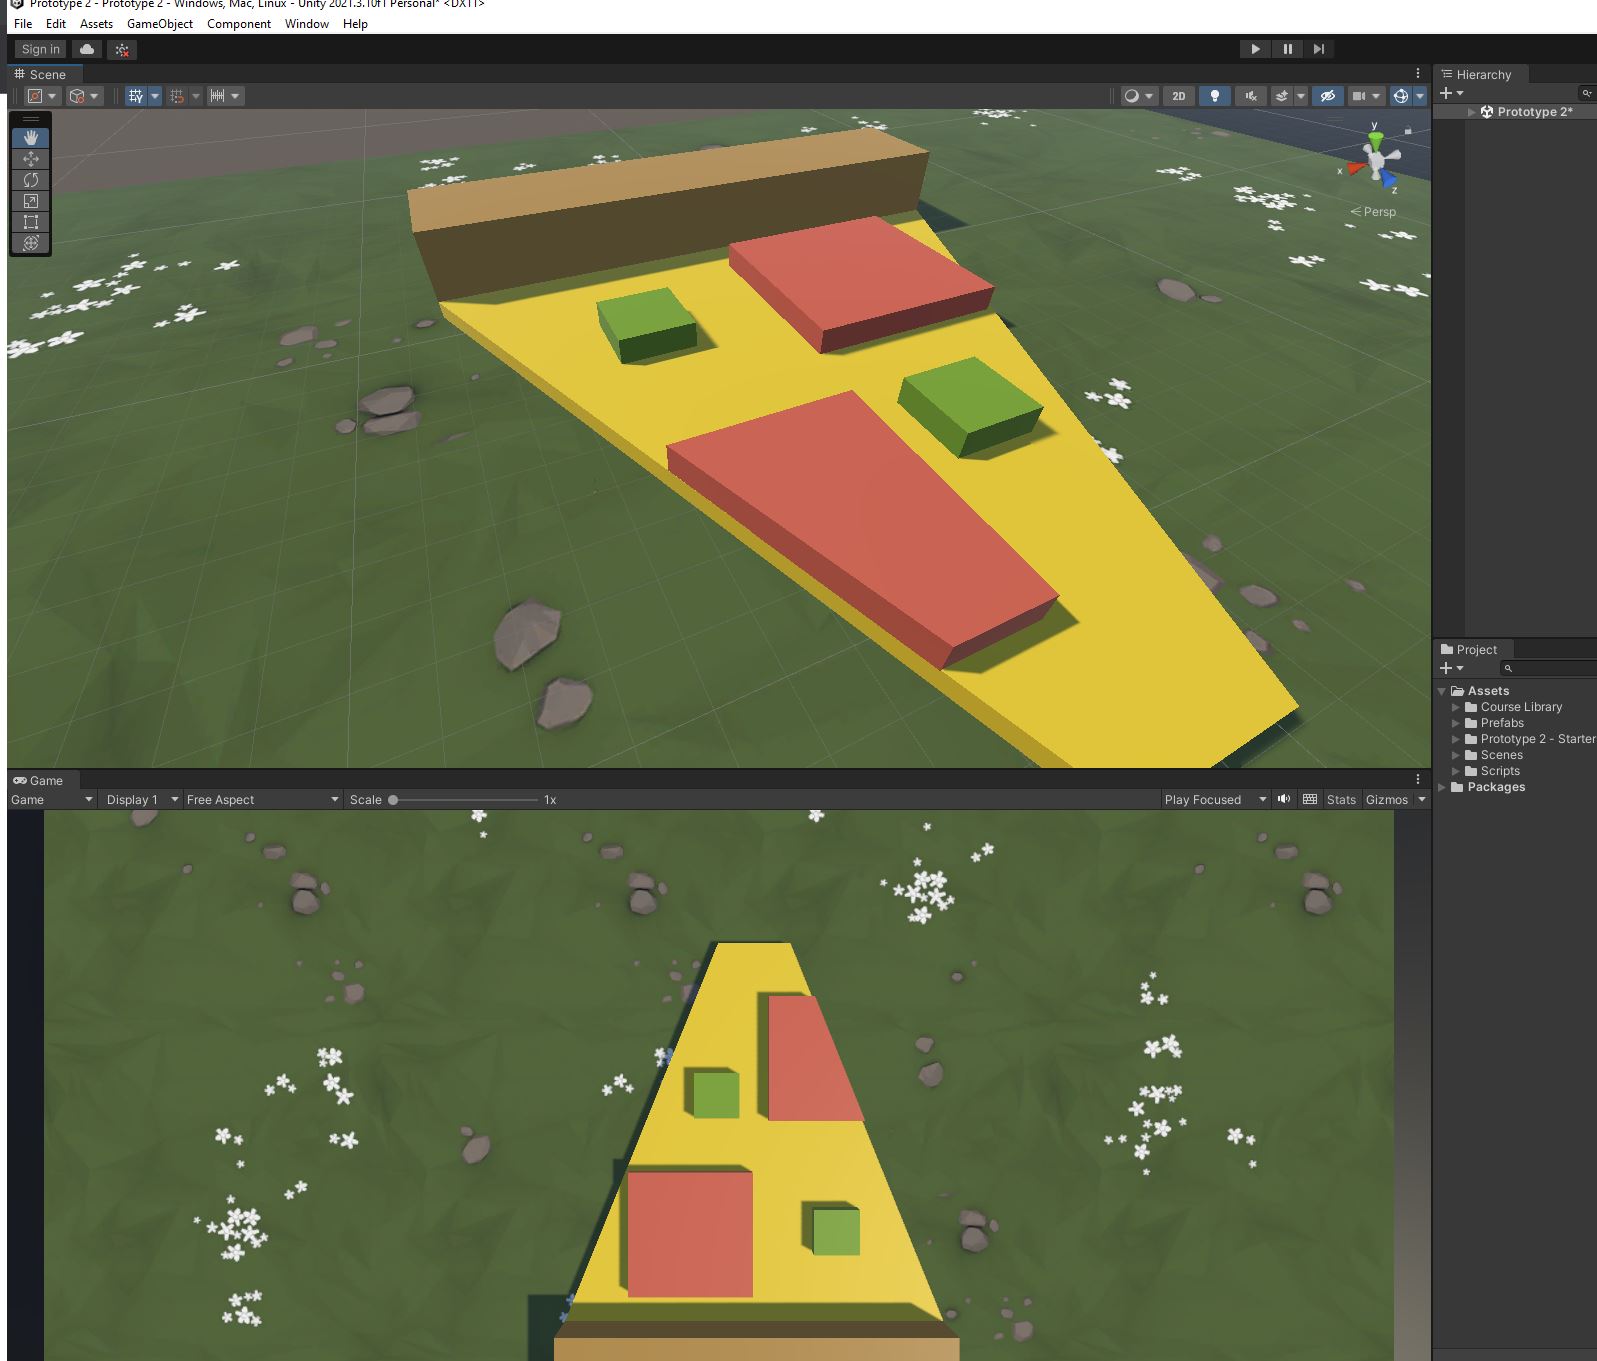 Prototype 2 - Prototype 2 - Windows, Mac, Linux - Unity 2021.3.10f1 Personal* <DX11>
File Edit Assets GameObject Component Window Help
Sign in
Scene
Hierarchy
2D
Prototype 2*
y
x
z
Persp
Project
Assets
Course Library
Prefabs
Prototype 2 - Starter
Scenes
Scripts
Packages
Game
Game Display 1 Free Aspect Scale 1x Play Focused Stats Gizmos